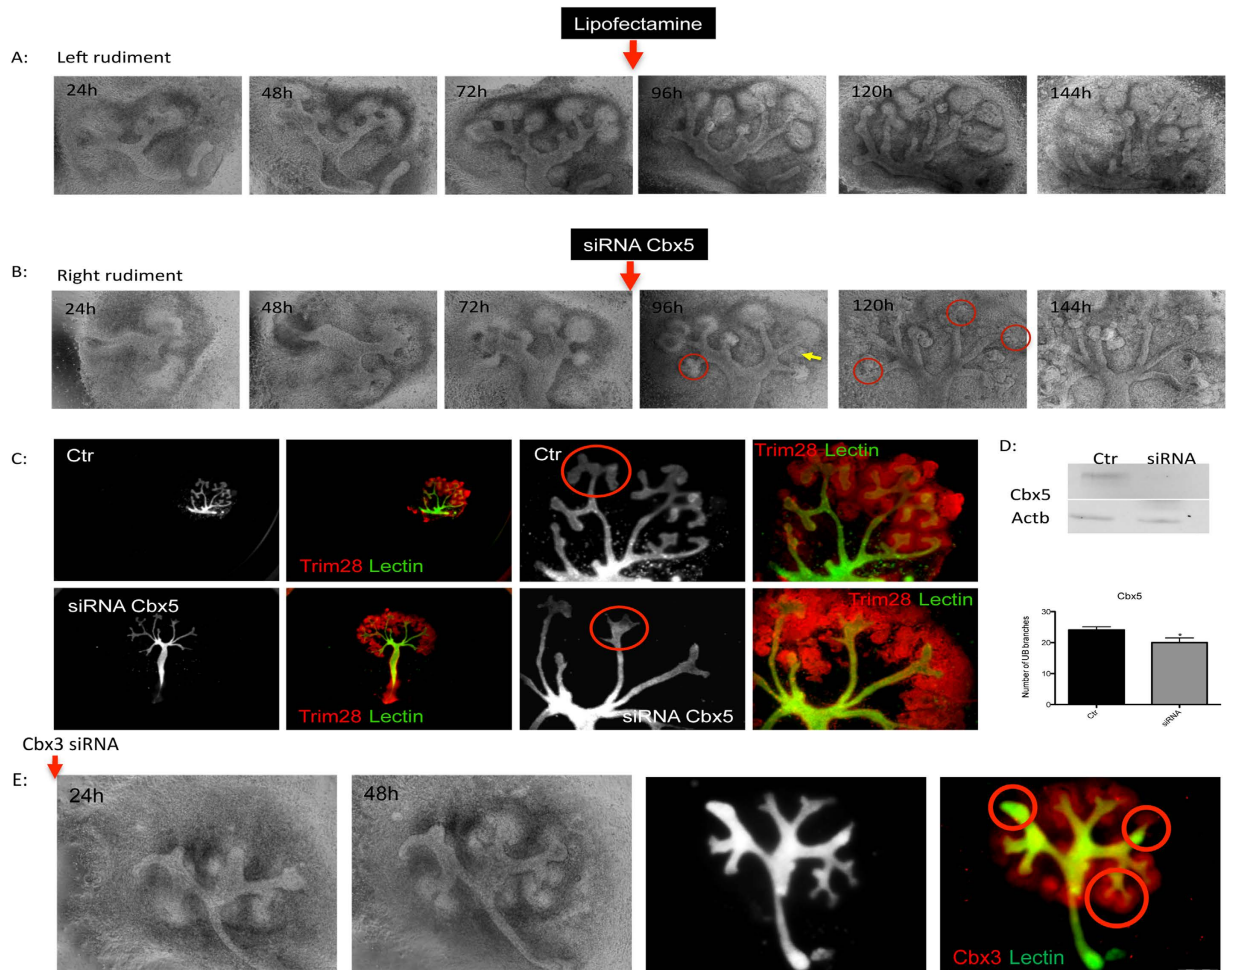 Lipofectamine
A: Left rudiment
24h 48h 72h 96h 120h 144h
siRNA Cbx5
B: Right rudiment
24h 48h 72h 96h 120h 144h
C: Ctr Trim28 Lectin Ctr Trim28 Lectin
siRNA Cbx5 Trim28 Lectin siRNA Cbx5 Trim28 Lectin
D: Ctr siRNA
Cbx5
Actb
Cbx5
Number of UB branches
30
20
10
0
*
Ctr siRNA
Cbx3 siRNA
E: 24h 48h Cbx3 Lectin